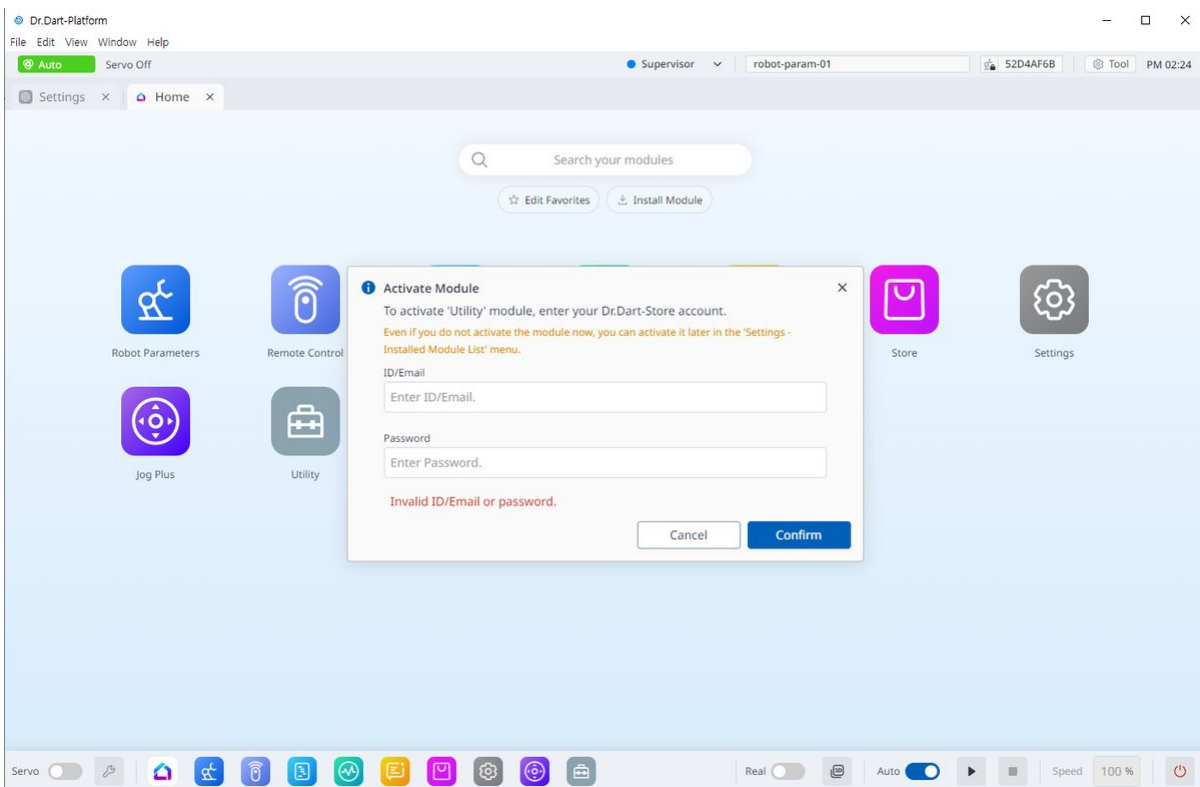 Dr.Dart-Platform
File Edit View Window Help
Auto Servo Off Supervisor robot-param-01 52D4AF6B Tool PM 02:24
Settings Home
Search your modules
Edit Favorites Install Module
Activate Module
To activate 'Utility' module, enter your Dr.Dart-Store account.
Even if you do not activate the module now, you can activate it later in the 'Settings -
Installed Module List' menu.
ID/Email
Enter ID/Email.
Password
Enter Password.
Invalid ID/Email or password.
Cancel Confirm
Robot Parameters Remote Control Store Settings
Jog Plus Utility
Servo Real Auto Speed 100 %